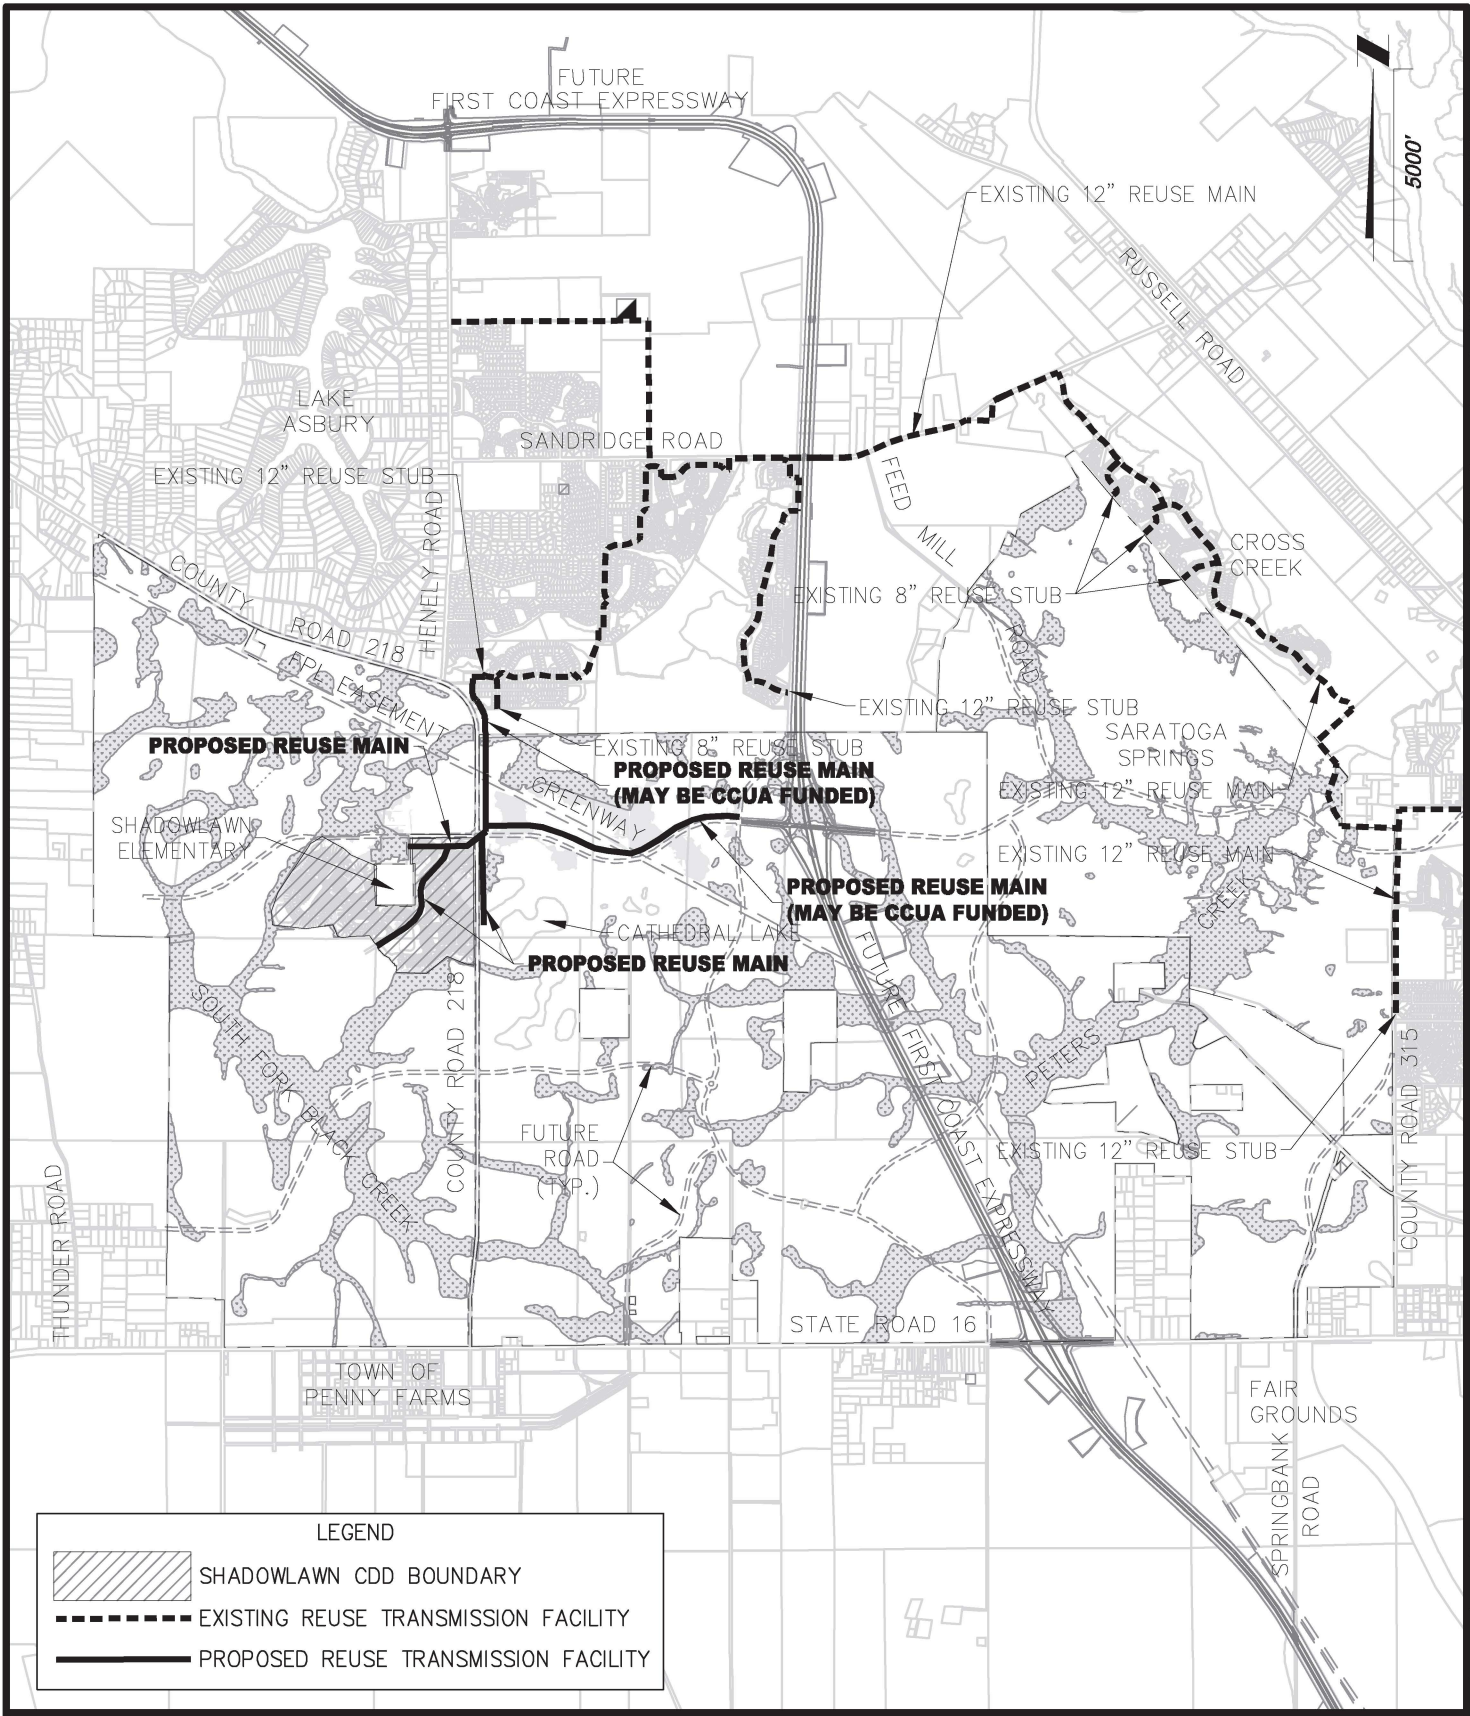 FUTURE
FIRST COAST EXPRESSWAY
5000'
EXISTING 12" REUSE MAIN
RUSSELL ROAD
LAKE
ASBURY
SANDRIDGE ROAD
EXISTING 12" REUSE STUB
HENELY ROAD
FEED
MILL
ROAD
CROSS
CREEK
COUNTY
ROAD 218
EXISTING 8" REUSE STUB
FPL EASEMENT
EXISTING 12" REUSE STUB
SARATOGA
SPRINGS
PROPOSED REUSE MAIN
EXISTING 8" REUSE STUB
PROPOSED REUSE MAIN
(MAY BE CCUA FUNDED)
GREENWAY
EXISTING 12" REUSE MAIN
SHADOWLAWN
ELEMENTARY
EXISTING 12" REUSE MAIN
PROPOSED REUSE MAIN
(MAY BE CCUA FUNDED)
CATHEDRAL LAKE
PROPOSED REUSE MAIN
PETERS
CREEK
SOUTH FORK BLACK CREEK
COUNTY ROAD 218
FUTURE FIRST COAST EXPRESSWAY
FUTURE
ROAD
(TYP.)
EXISTING 12" REUSE STUB
COUNTY ROAD 315
THUNDER ROAD
STATE ROAD 16
TOWN OF
PENNY FARMS
FAIR
GROUNDS
SPRINGBANK
ROAD
LEGEND
SHADOWLAWN CDD BOUNDARY
EXISTING REUSE TRANSMISSION FACILITY
PROPOSED REUSE TRANSMISSION FACILITY